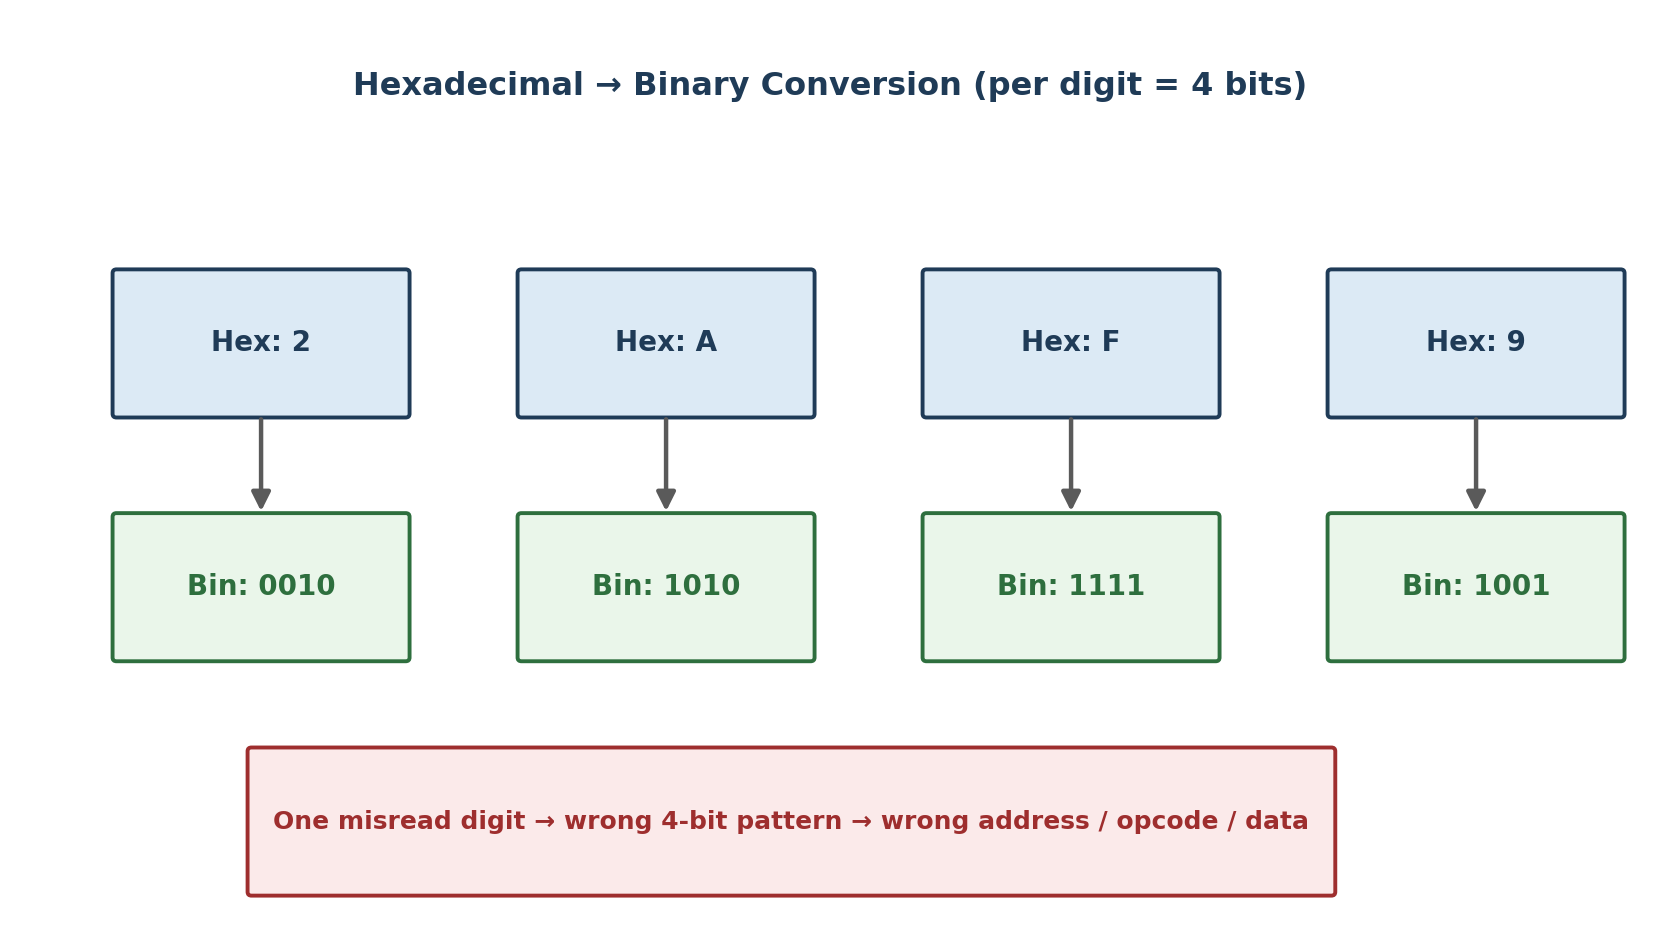 Hexadecimal → Binary Conversion (per digit = 4 bits)
Hex: 2
Hex: A
Hex: F
Hex: 9
Bin: 0010
Bin: 1010
Bin: 1111
Bin: 1001
One misread digit → wrong 4-bit pattern → wrong address / opcode / data